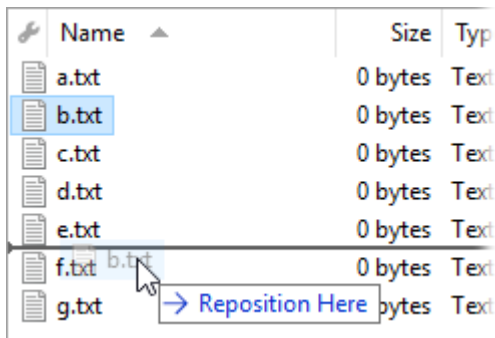 Name Size Typ
a.txt 0 bytes Text
b.txt 0 bytes Text
c.txt 0 bytes Text
d.txt 0 bytes Text
e.txt 0 bytes Text
f.txt b.txt 0 bytes Text
g.txt → Reposition Here bytes Text